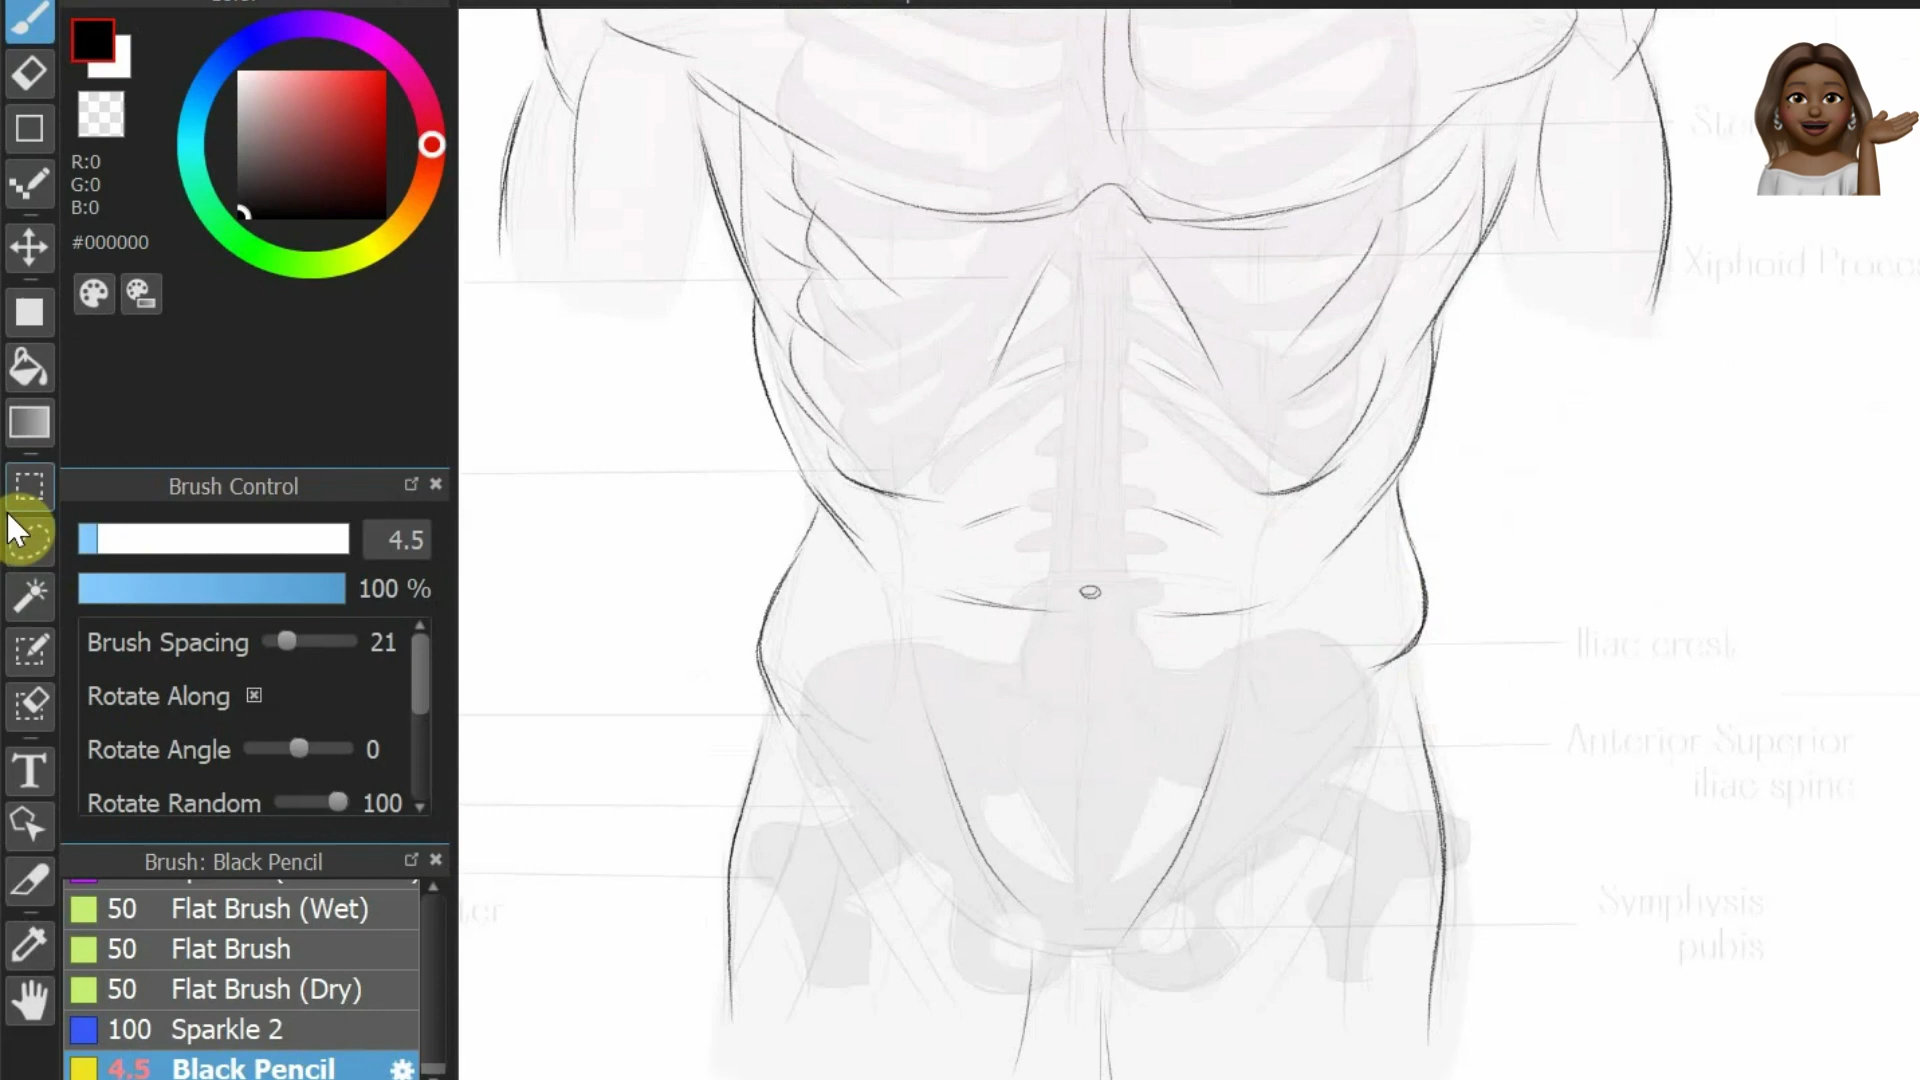 R:0
G:0
B:0
#000000
Brush Control
4.5
100 %
Brush Spacing 21
Rotate Along
Rotate Angle 0
Rotate Random 100
Brush: Black Pencil
50 Flat Brush (Wet)
50 Flat Brush
50 Flat Brush (Dry)
100 Sparkle 2
4.5 Black Pencil
Xiphoid
Iliac crest
Anterior Superior
iliac spine
Symphysis
pubis